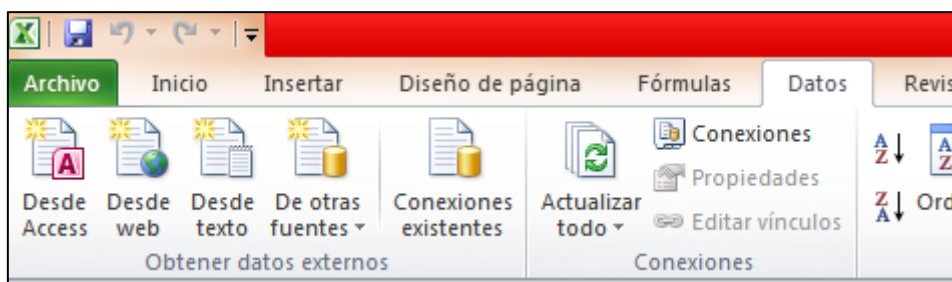 Archivo Inicio Insertar Diseño de página Fórmulas Datos Revis
Desde Access
Desde web
Desde texto
De otras fuentes
Conexiones existentes
Obtener datos externos
Actualizar todo
Conexiones
Propiedades
Editar vínculos
Conexiones
A Z
Z A
Ord